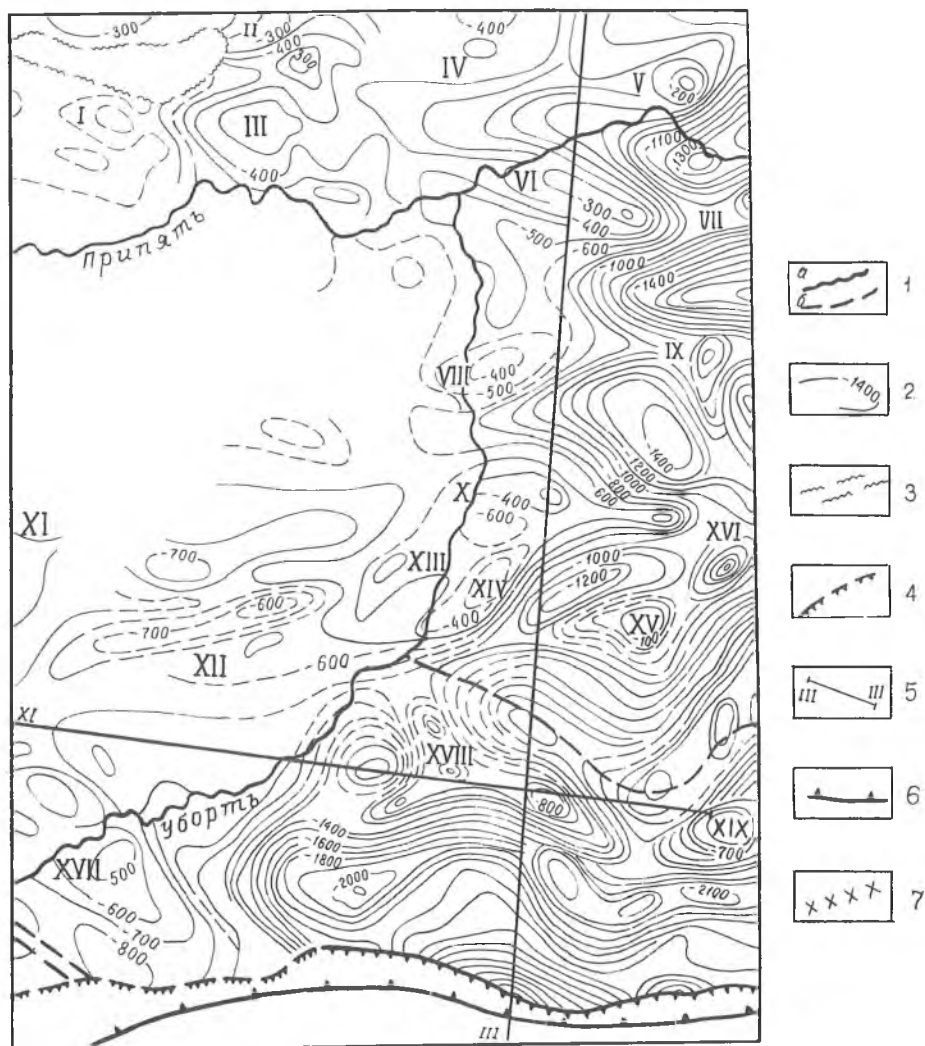 -300
II
-300
-400
-300
IV
V
-200
I
III
-400
-1100
-1300
VI
Припять
-300
-400
-500
-600
VII
-1000
-1400
VIII
-400
-500
IX
-1400
-1200
-1000
-800
600
X
-400
-600
XI
-700
XIII
XIV
-400
1000
-1200
XVI
-600
-700
XII
-600
XV
-100
XI
XVIII
-800
XIX
700
Уборть
-1400
-1600
-1800
-2000
-2100
XVII
500
-600
-700
-800
III
а
б
1
-1400
2
3
4
III
III
5
6
7